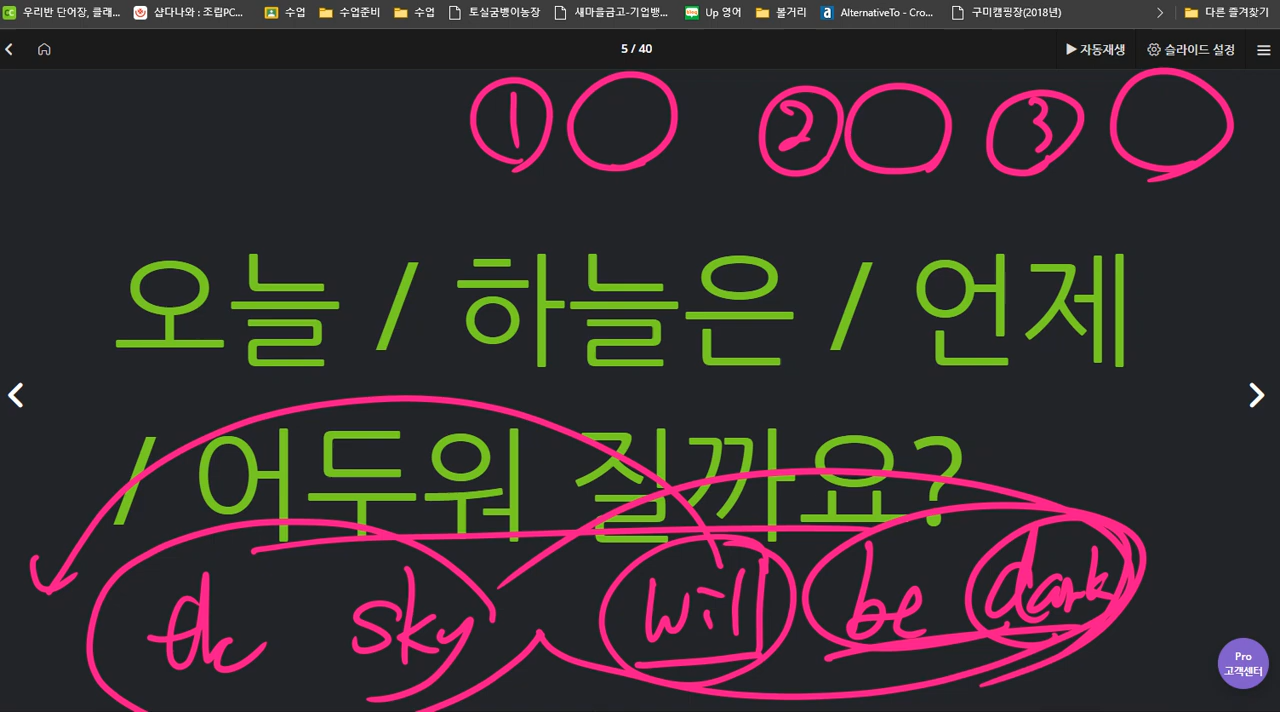 우리반 단어장, 클래... 샵다나와 : 조립PC... 수업 수업준비 수업 토실굼벵이농장 새마을금고-기업뱅... Up 영어 볼거리 AlternativeTo - Cro... 구미캠핑장(2018년) 다른 즐겨찾기
5 / 40 자동재생 슬라이드 설정
1 2 3
오늘 / 하늘은 / 언제
/ 어두워 질까요?
the sky will be dark
Pro
고객센터